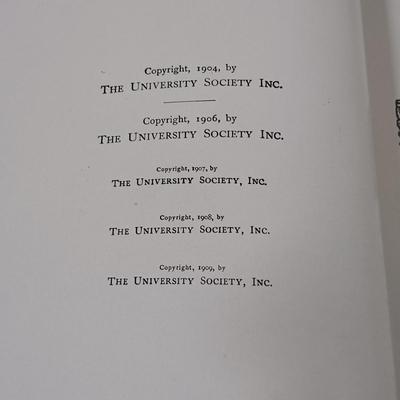 Copyright, 1904, by
THE UNIVERSITY SOCIETY INC.
Copyright, 1906, by
THE UNIVERSITY SOCIETY INC.
Copyright, 1907, by
THE UNIVERSITY SOCIETY, INC.
Copyright, 1908, by
THE UNIVERSITY SOCIETY, INC.
Copyright, 1909, by
THE UNIVERSITY SOCIETY, INC.